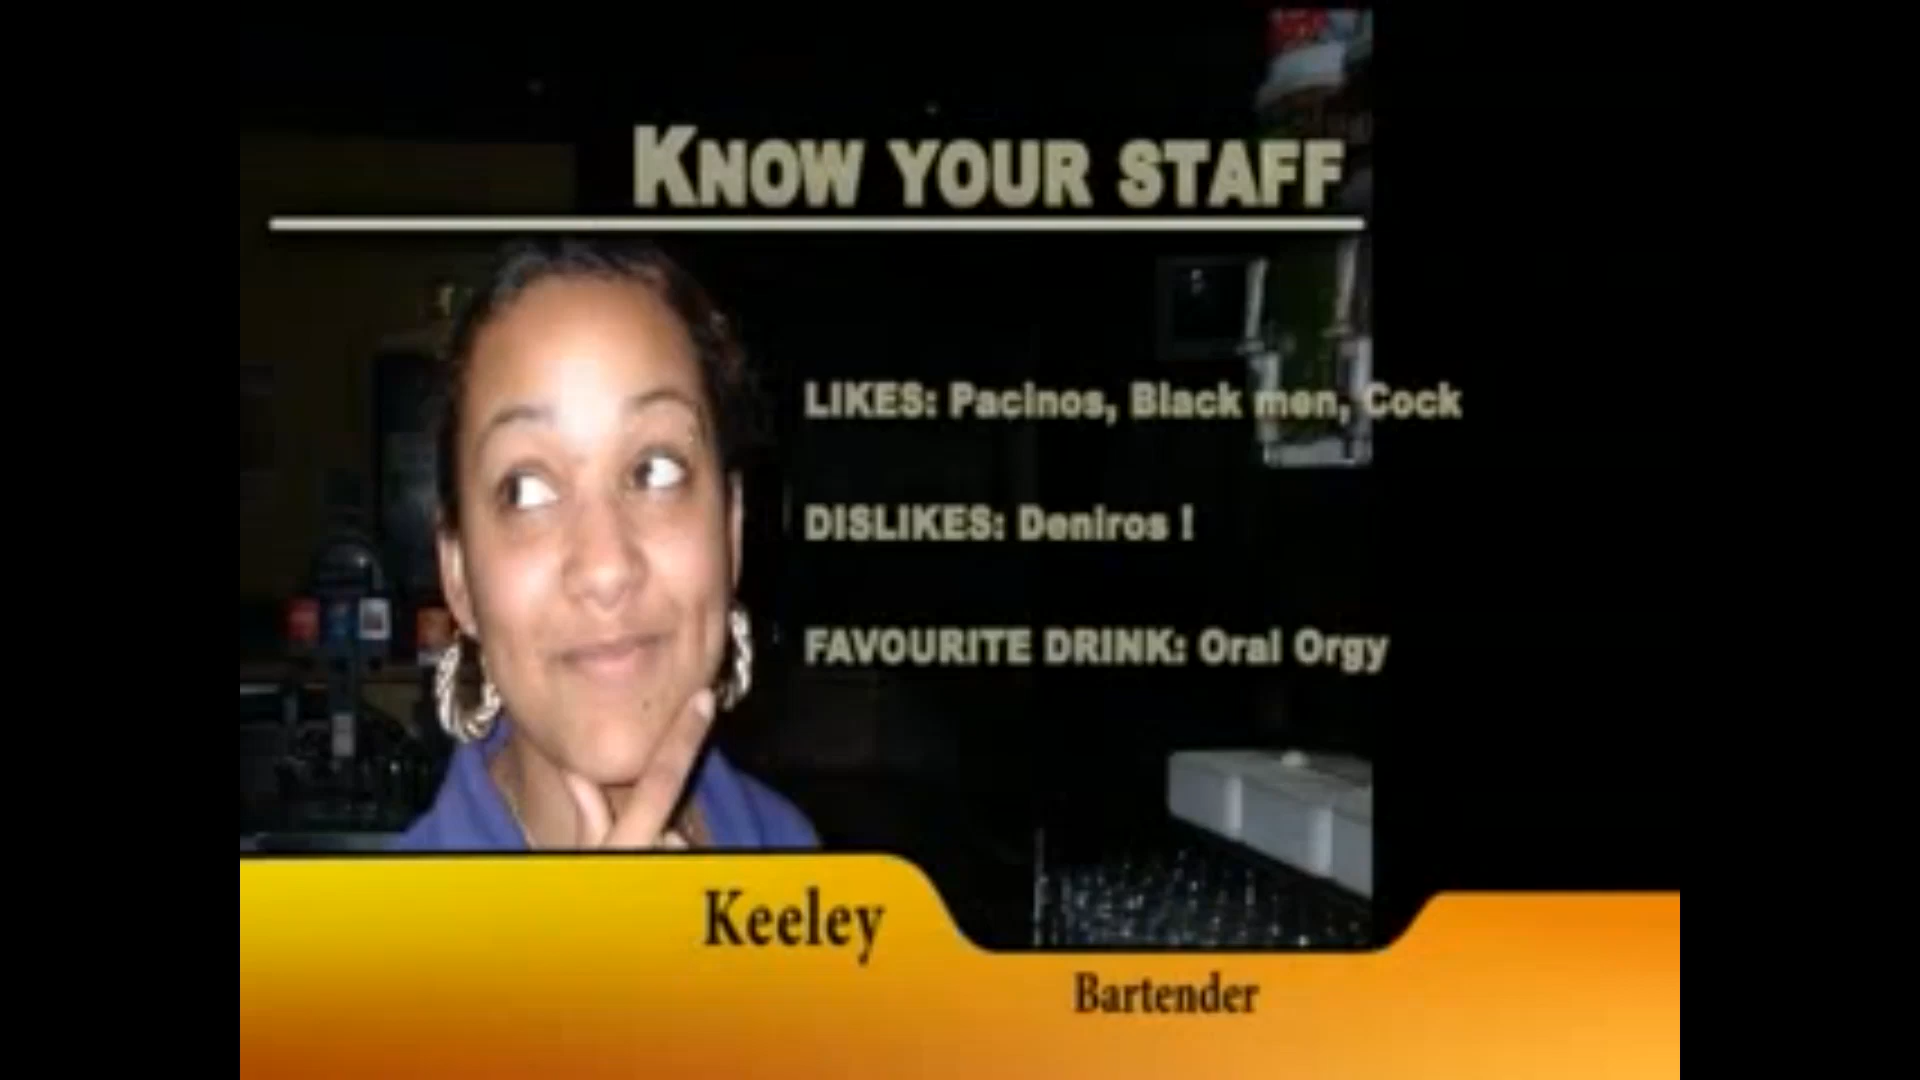 KNOW YOUR STAFF
LIKES: Pacinos, Black men, Cock
DISLIKES: Deniros !
FAVOURITE DRINK: Oral Orgy
Keeley
Bartender